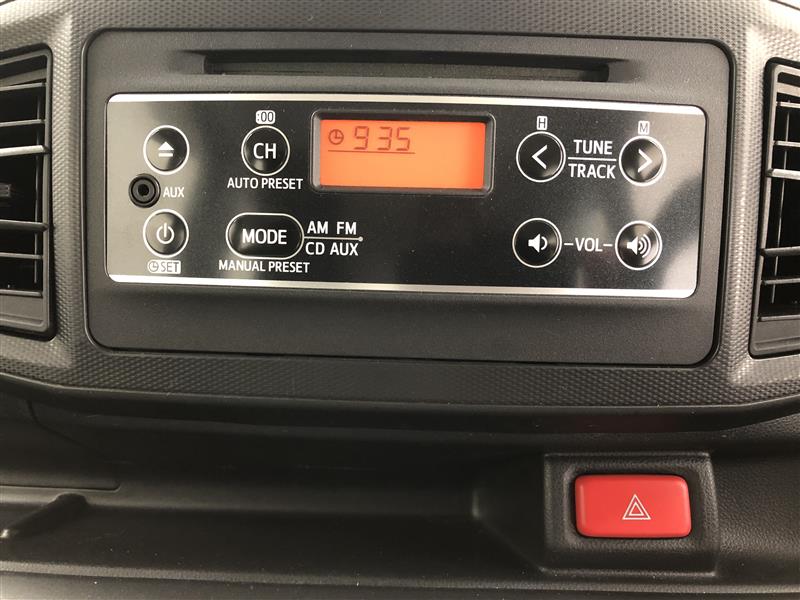 :00
H
M
9 35
CH
TUNE
TRACK
AUTO PRESET
AUX
MODE
AM FM
CD AUX
VOL
SET
MANUAL PRESET